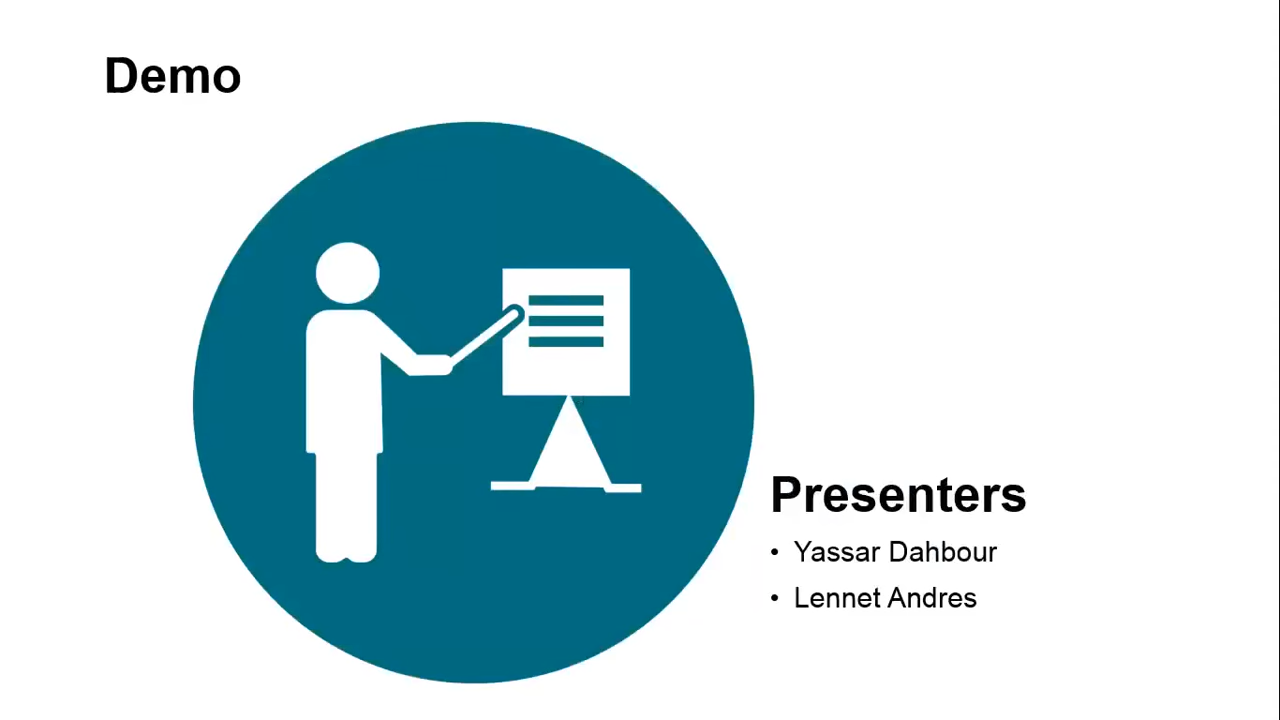 Demo
Presenters
• Yassar Dahbour
• Lennet Andres